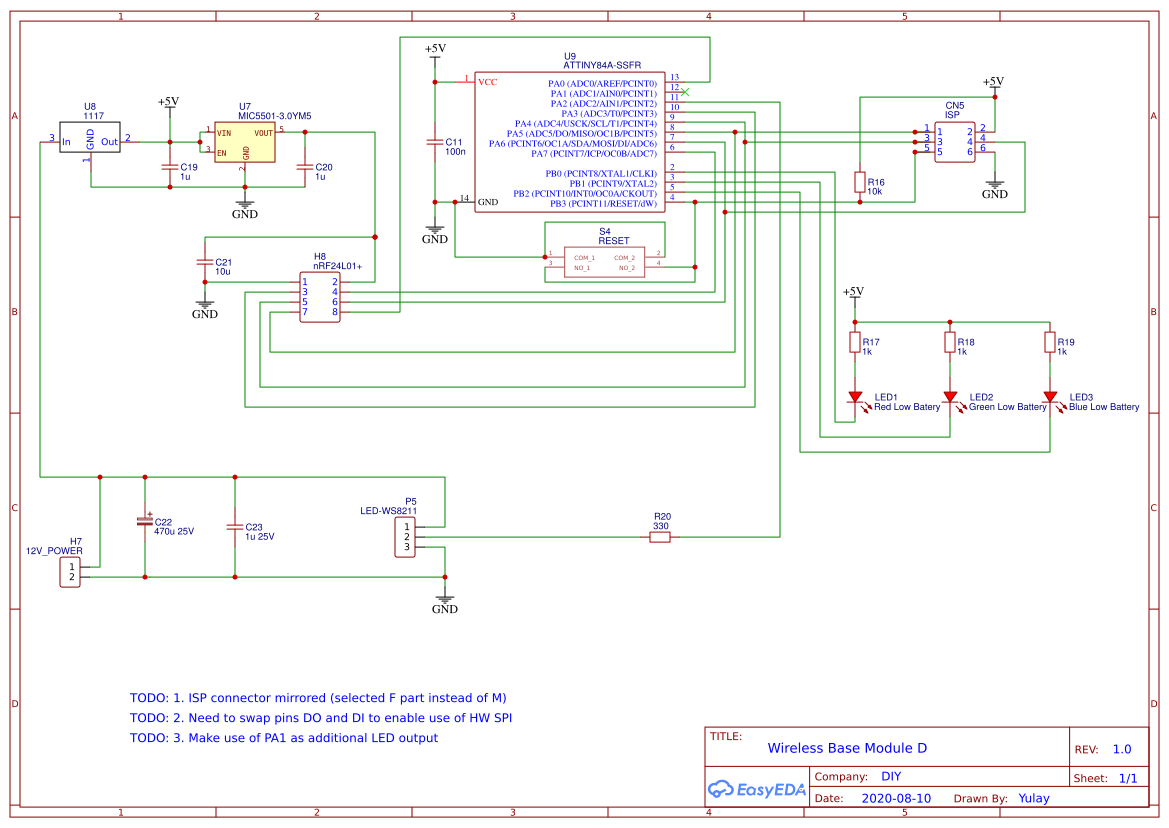 1 2 3 4 5
A
B
C
D
U8
1117
3 In
GND
Out 2
1
+5V
U7
MIC5501-3.0YM5
1 VIN
VOUT 5
3 EN
GND
2
C19
1u
C20
1u
GND
+5V
C11
100n
GND
U9
ATTINY84A-SSFR
1 VCC
14 GND
PA0 (ADC0/AREF/PCINT0) 13
PA1 (ADC1/AIN0/PCINT1) 12
PA2 (ADC2/AIN1/PCINT2) 11
PA3 (ADC3/T0/PCINT3) 10
PA4 (ADC4/USCK/SCL/T1/PCINT4) 9
PA5 (ADC5/DO/MISO/OC1B/PCINT5) 8
PA6 (PCINT6/OC1A/SDA/MOSI/DI/ADC6) 7
PA7 (PCINT7/ICP/OC0B/ADC7) 6
PB0 (PCINT8/XTAL1/CLKI) 2
PB1 (PCINT9/XTAL2) 3
PB2 (PCINT10/INT0/OC0A/CKOUT) 5
PB3 (PCINT11/RESET/dW) 4
+5V
CN5
ISP
1 1 2 2
3 3 4 4
5 5 6 6
GND
R16
10k
S4
RESET
1 COM_1 COM_2 2
3 NO_1 NO_2 4
C21
10u
GND
H8
nRF24L01+
1 2
3 4
5 6
7 8
+5V
R17
1k
R18
1k
R19
1k
LED1
Red Low Batery
LED2
Green Low Battery
LED3
Blue Low Battery
H7
12V_POWER
1
2
C22
470u 25V
C23
1u 25V
P5
LED-WS8211
1
2
3
GND
R20
330
TODO: 1. ISP connector mirrored (selected F part instead of M)
TODO: 2. Need to swap pins DO and DI to enable use of HW SPI
TODO: 3. Make use of PA1 as additional LED output
TITLE:
Wireless Base Module D
REV: 1.0
EasyEDA
Company: DIY
Sheet: 1/1
Date: 2020-08-10 Drawn By: Yulay
A
B
C
D
1 2 3 4 5